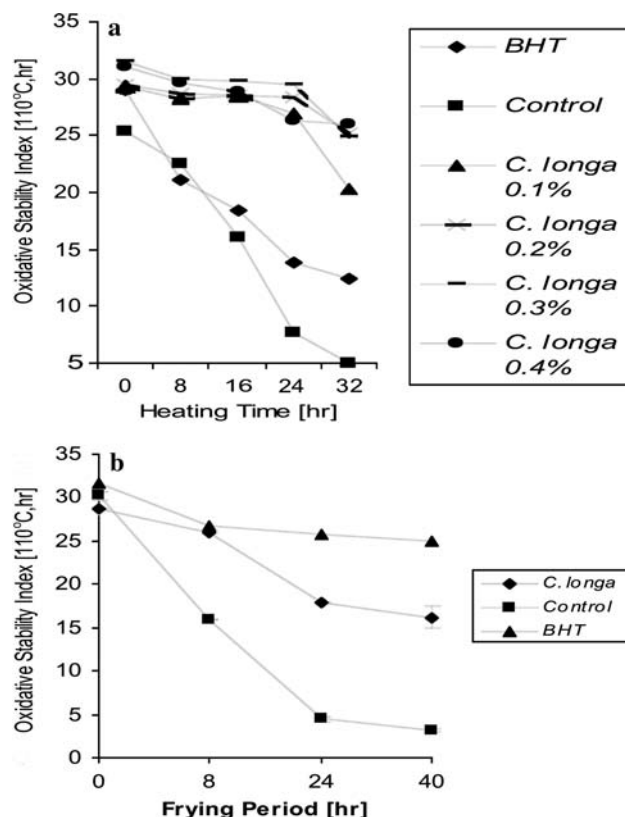 a
Oxidative Stability Index [110°C,hr)
35
30
25
20
15
10
5
0 8 16 24 32
Heating Time [hr]
BHT
Control
C. longa
0.1%
C. longa
0.2%
C. longa
0.3%
C. longa
0.4%
b
Oxidative Stability Index [110°C,hr)
35
30
25
20
15
10
5
0
0 8 24 40
Frying Period [hr]
C. longa
Control
BHT